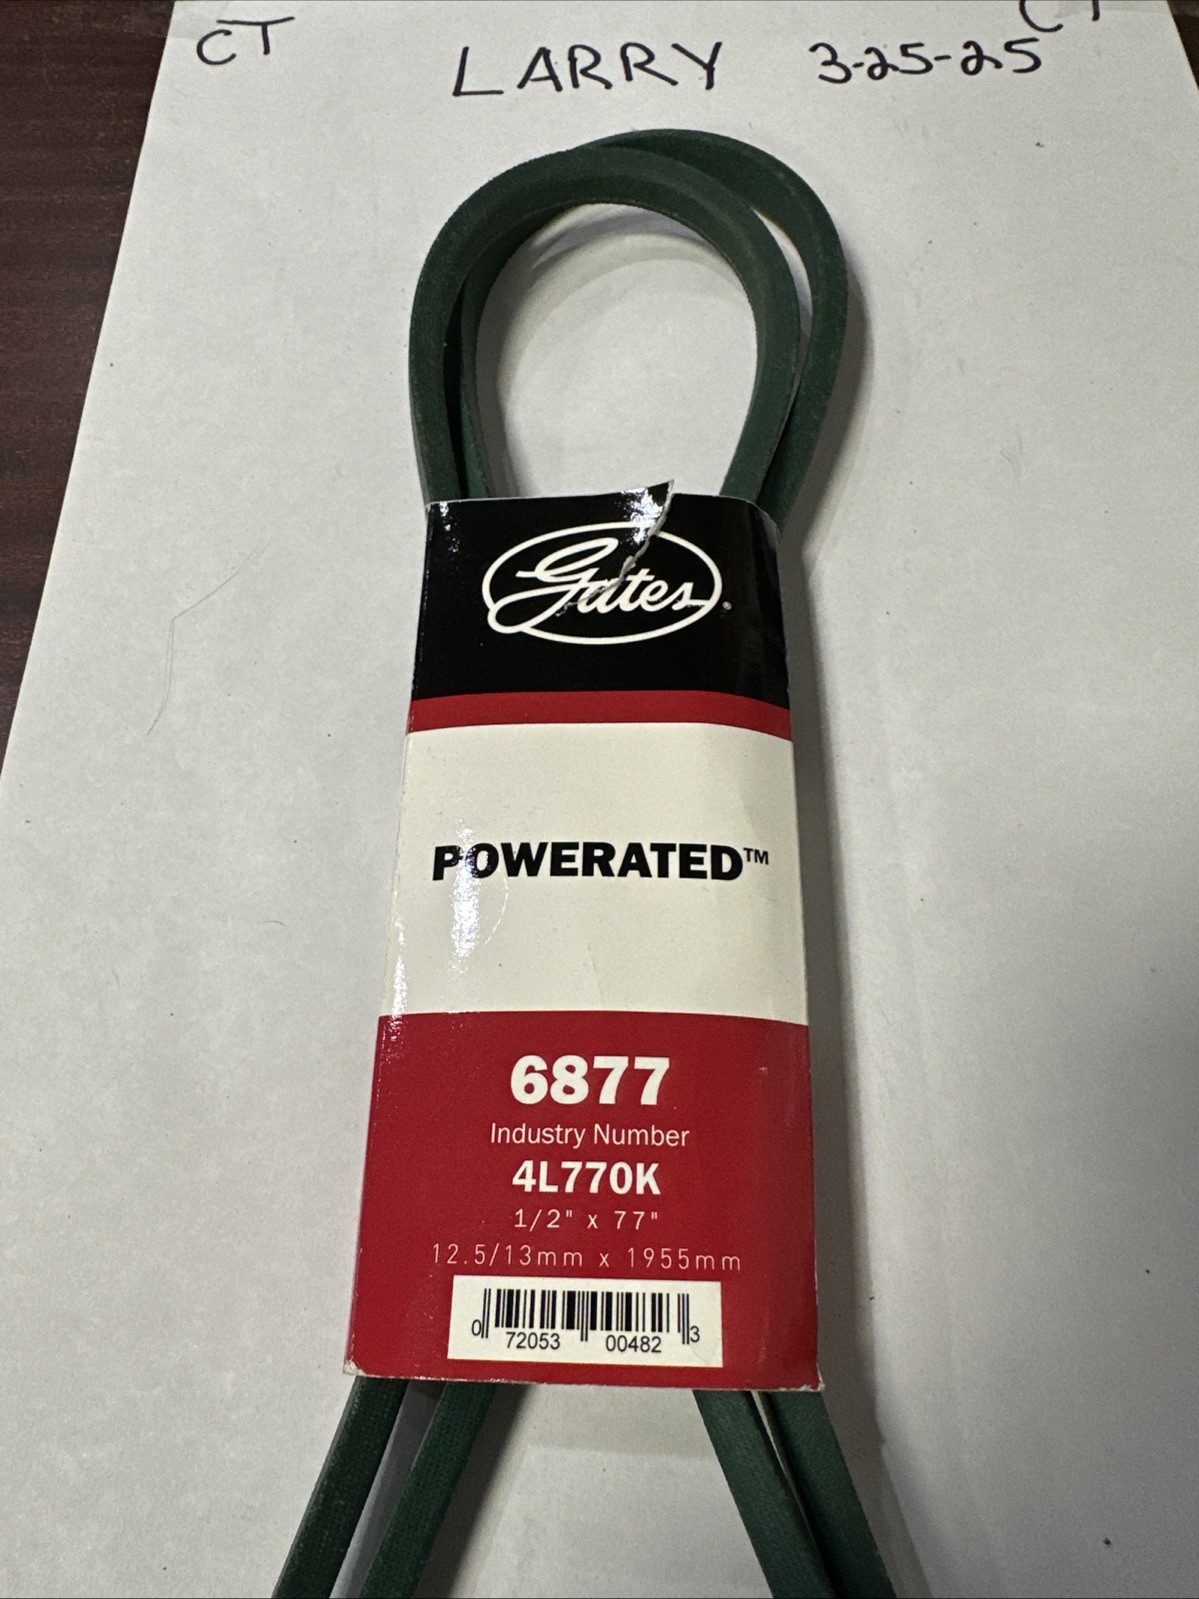 CT LARRY 3-25-25 CT
Gates®
POWERATED™
6877
Industry Number
4L770K
1/2" x 77"
12.5/13mm x 1955mm
0 72053 00482 3